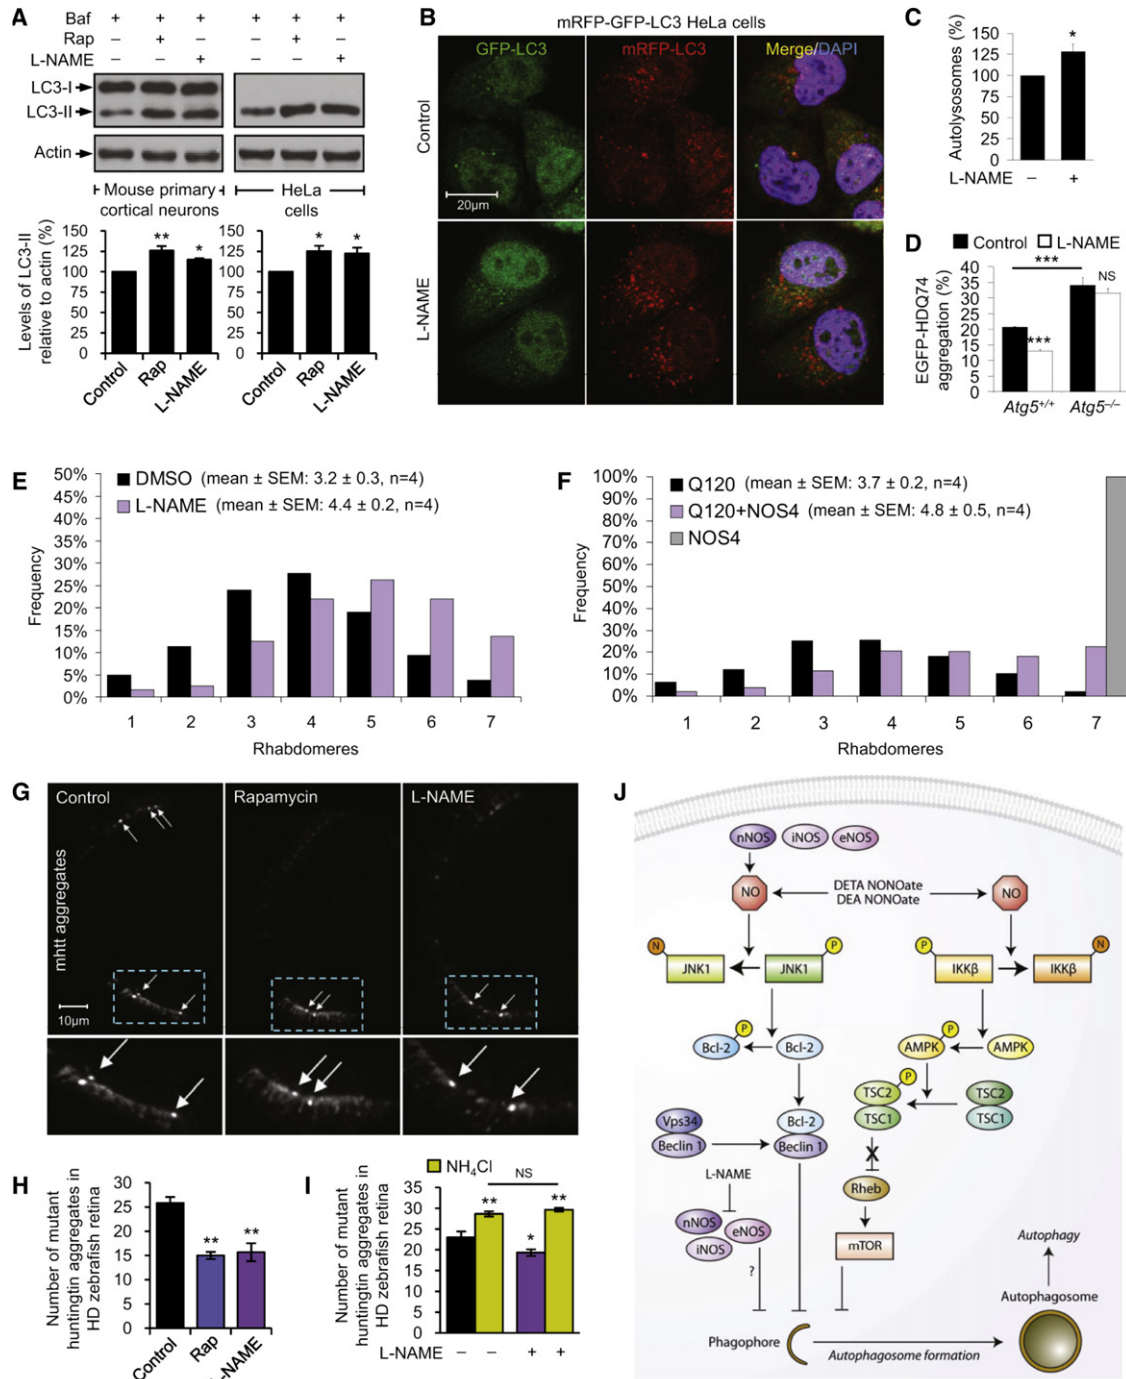 A
Baf + + + + + +
Rap – + – – + –
L-NAME – – + – – +
LC3-I
LC3-II
Actin
Mouse primary cortical neurons
HeLa cells
Levels of LC3-II relative to actin (%)
150
125
100
75
50
25
0
** *
Control Rap L-NAME
150
125
100
75
50
25
0
* *
Control Rap L-NAME
B
mRFP-GFP-LC3 HeLa cells
GFP-LC3 mRFP-LC3 Merge/DAPI
Control
20µm
L-NAME
C
Autolysosomes (%)
150
125
100
75
50
25
0
*
L-NAME – +
D
Control L-NAME
EGFP-HDQ74 aggregation (%)
40
35
30
25
20
15
10
5
0
*** *** NS
Atg5+/+ Atg5–/–
E
DMSO (mean ± SEM: 3.2 ± 0.3, n=4)
L-NAME (mean ± SEM: 4.4 ± 0.2, n=4)
Frequency
50%
45%
40%
35%
30%
25%
20%
15%
10%
5%
0%
1 2 3 4 5 6 7
Rhabdomeres
F
Q120 (mean ± SEM: 3.7 ± 0.2, n=4)
Q120+NOS4 (mean ± SEM: 4.8 ± 0.5, n=4)
NOS4
Frequency
100%
90%
80%
70%
60%
50%
40%
30%
20%
10%
0%
1 2 3 4 5 6 7
Rhabdomeres
G
Control Rapamycin L-NAME
mhtt aggregates
10µm
H
Number of mutant huntingtin aggregates in HD zebrafish retina
30
25
20
15
10
5
0
** **
Control Rap L-NAME
I
NH4Cl
NS
Number of mutant huntingtin aggregates in HD zebrafish retina
35
30
25
20
15
10
5
0
** * **
L-NAME – – + +
J
nNOS iNOS eNOS
NO DETA NONOate NO
DEA NONOate
N P P N
JNK1 JNK1 IKKβ IKKβ
P P
Bcl-2 Bcl-2 AMPK AMPK
P
TSC2 TSC2
TSC1 TSC1
Vps34 Bcl-2
Beclin 1 Beclin 1
X
L-NAME
Rheb
nNOS eNOS
iNOS
mTOR
?
Autophagy
Autophagosome
Phagophore
Autophagosome formation